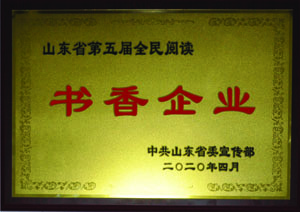 山东省第五届全民阅读
书香企业
中共山东省委宣传部
二〇二〇年四月